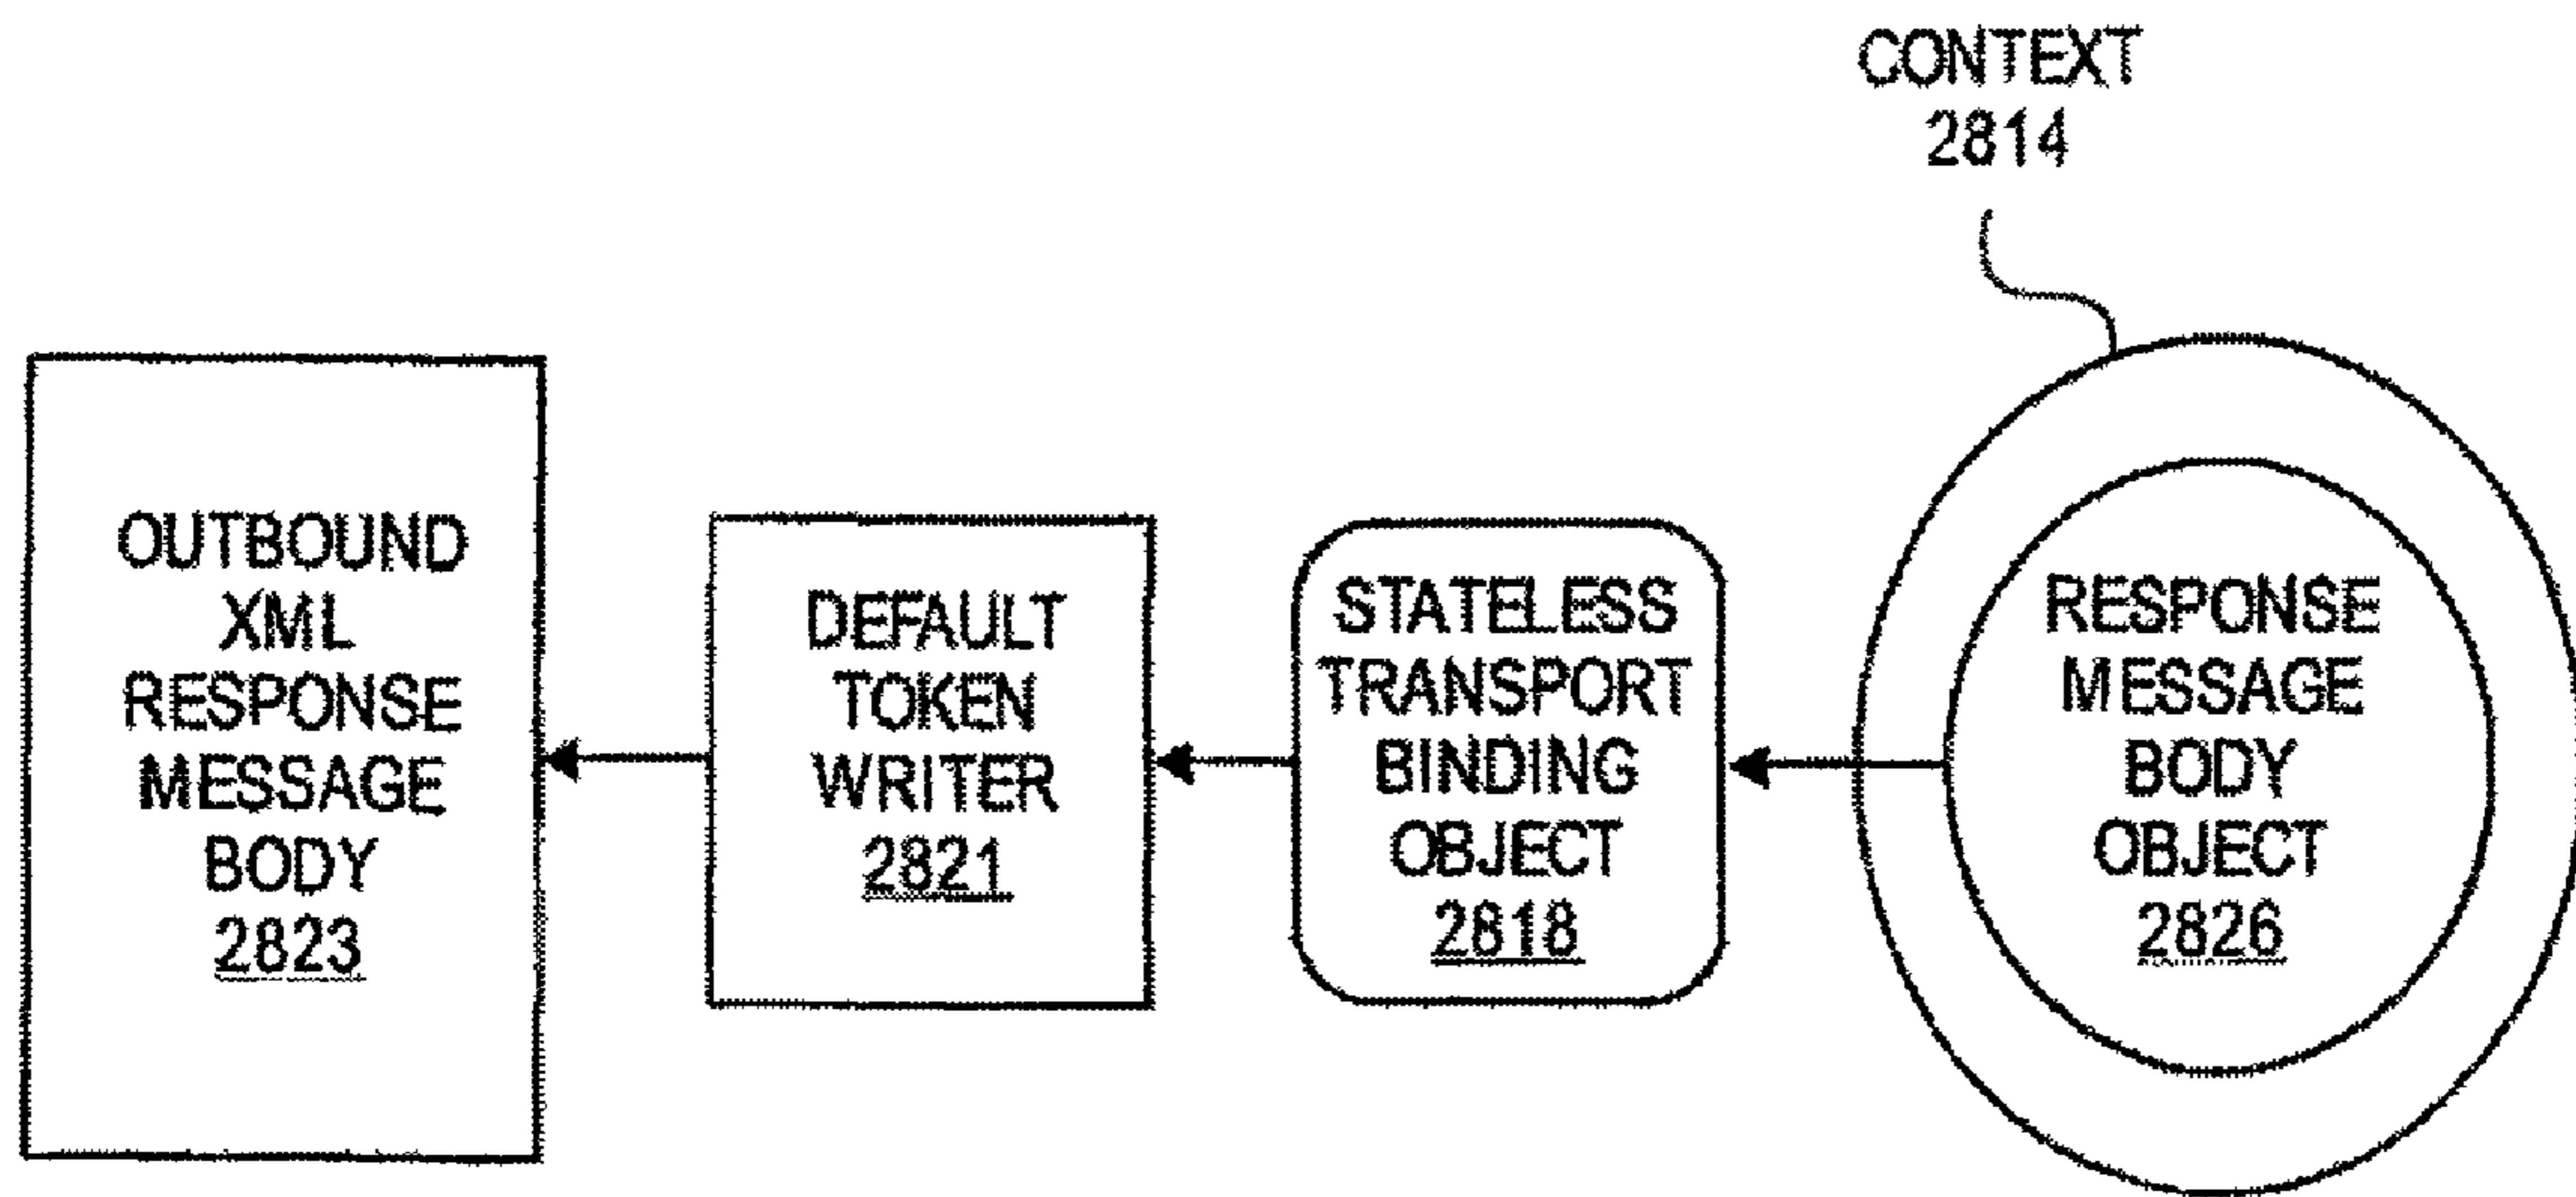 CONTEXT
2814
OUTBOUND
XML
RESPONSE
MESSAGE
BODY
2823
DEFAULT
TOKEN
WRITER
2821
STATELESS
TRANSPORT
BINDING
OBJECT
2818
RESPONSE
MESSAGE
BODY
OBJECT
2826